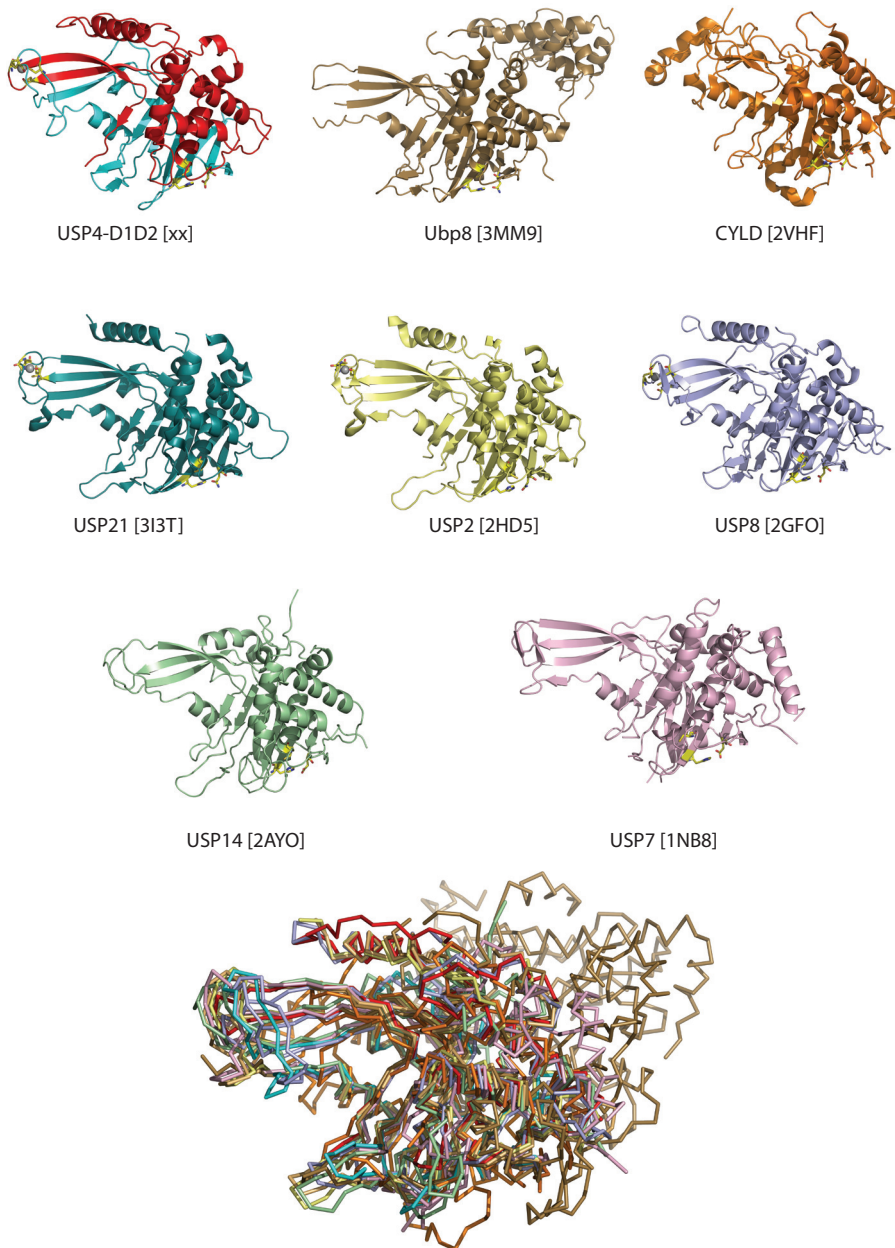 USP4-D1D2 [xx]
Ubp8 [3MM9]
CYLD [2VHF]
USP21 [3I3T]
USP2 [2HD5]
USP8 [2GFO]
USP14 [2AYO]
USP7 [1NB8]